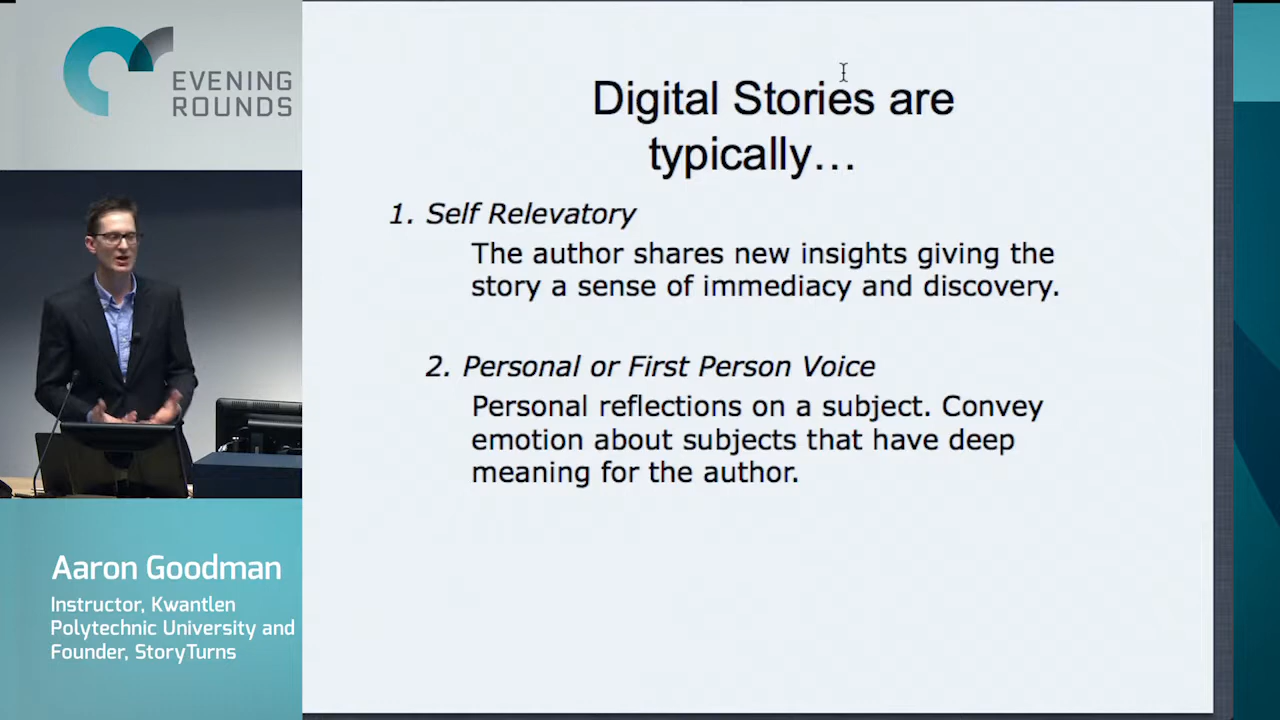 EVENING
ROUNDS
Digital Stories are
typically…
1. Self Relevatory
The author shares new insights giving the
story a sense of immediacy and discovery.
2. Personal or First Person Voice
Personal reflections on a subject. Convey
emotion about subjects that have deep
meaning for the author.
Aaron Goodman
Instructor, Kwantlen
Polytechnic University and
Founder, StoryTurns